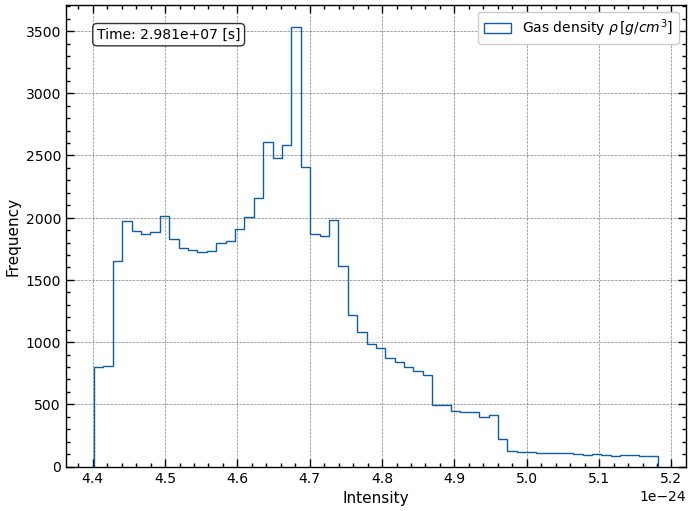 Time: 2.981e+07 [s]
Gas density ρ [g/cm³]
3500
3000
2500
2000
1500
1000
500
0
Frequency
4.4 4.5 4.6 4.7 4.8 4.9 5.0 5.1 5.2
1e−24
Intensity